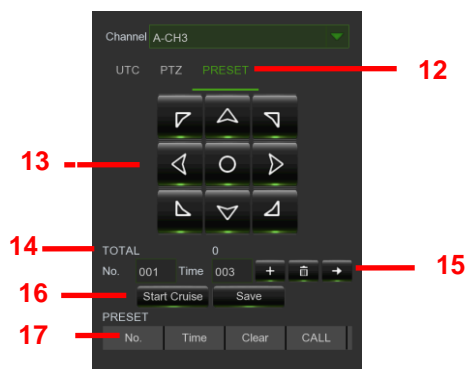 Channel A-CH3
UTC PTZ PRESET 12
13
14 TOTAL 0
No. 001 Time 003 + 15
16 Start Cruise Save
PRESET
17 No. Time Clear CALL